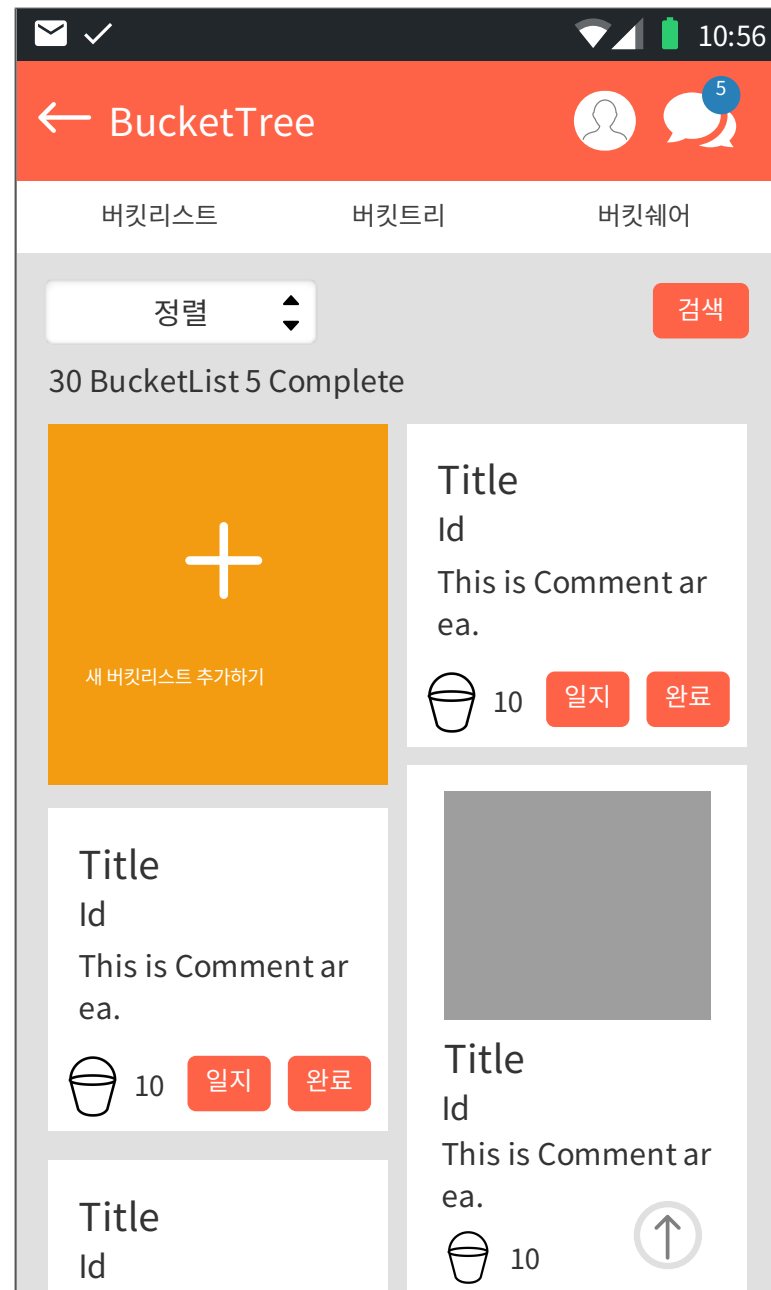 10:56
BucketTree
5
버킷리스트 버킷트리 버킷쉐어
정렬
검색
30 BucketList 5 Complete
새 버킷리스트 추가하기
Title
Id
This is Comment ar
ea.
10 일지 완료
Title
Id
This is Comment ar
ea.
10 일지 완료
Title
Id
This is Comment ar
ea.
10
Title
Id